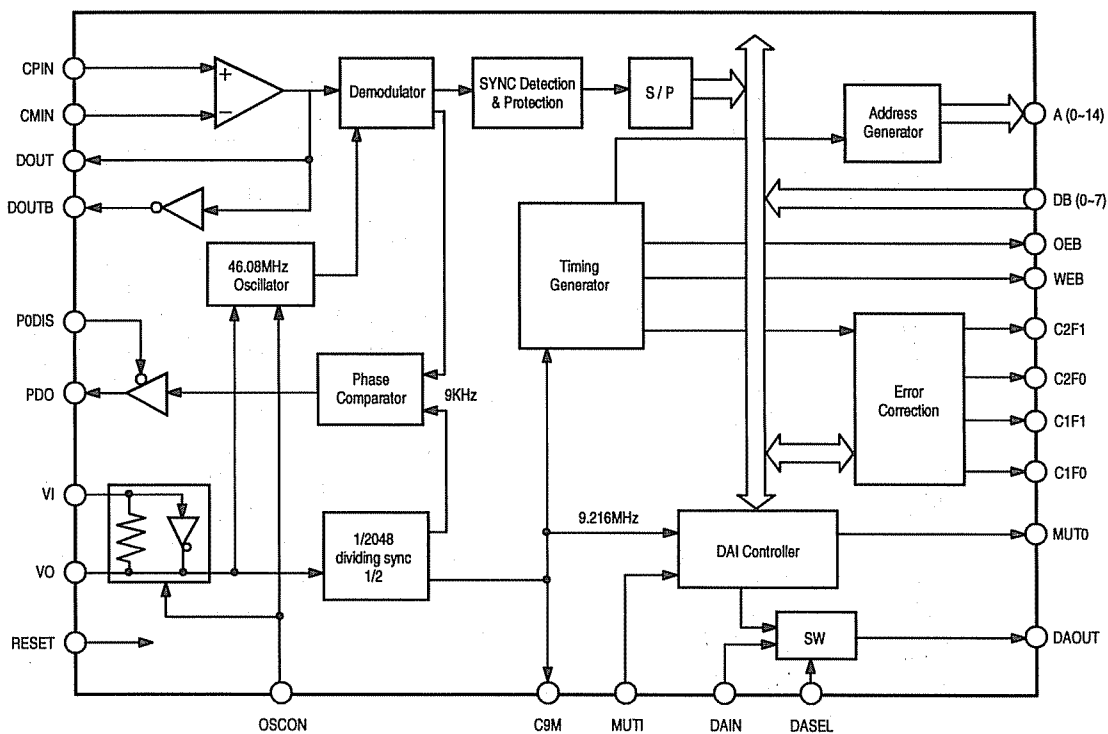 CPIN
+
Demodulator
SYNC Detection
& Protection
S / P
CMIN
−
Address
Generator
A (0~14)
DOUT
DOUTB
DB (0~7)
46.08MHz
Oscillator
Timing
Generator
OEB
WEB
P0DIS
C2F1
PDO
Phase
Comparator
9KHz
Error
Correction
C2F0
C1F1
C1F0
VI
9.216MHz
1/2048
dividing sync
1/2
DAI Controller
MUT0
VO
RESET
SW
DAOUT
OSCON
C9M
MUTI
DAIN
DASEL